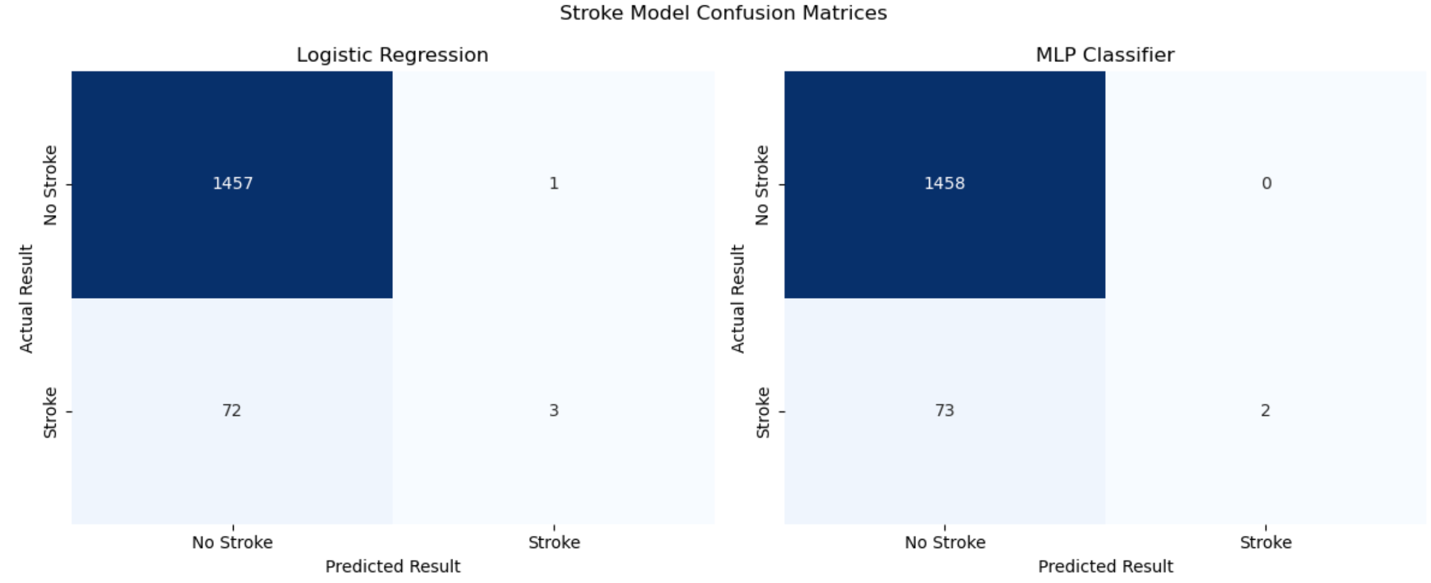 Stroke Model Confusion Matrices
Logistic Regression
Actual Result
No Stroke
1457
1
Stroke
72
3
No Stroke
Stroke
Predicted Result
MLP Classifier
Actual Result
No Stroke
1458
0
Stroke
73
2
No Stroke
Stroke
Predicted Result